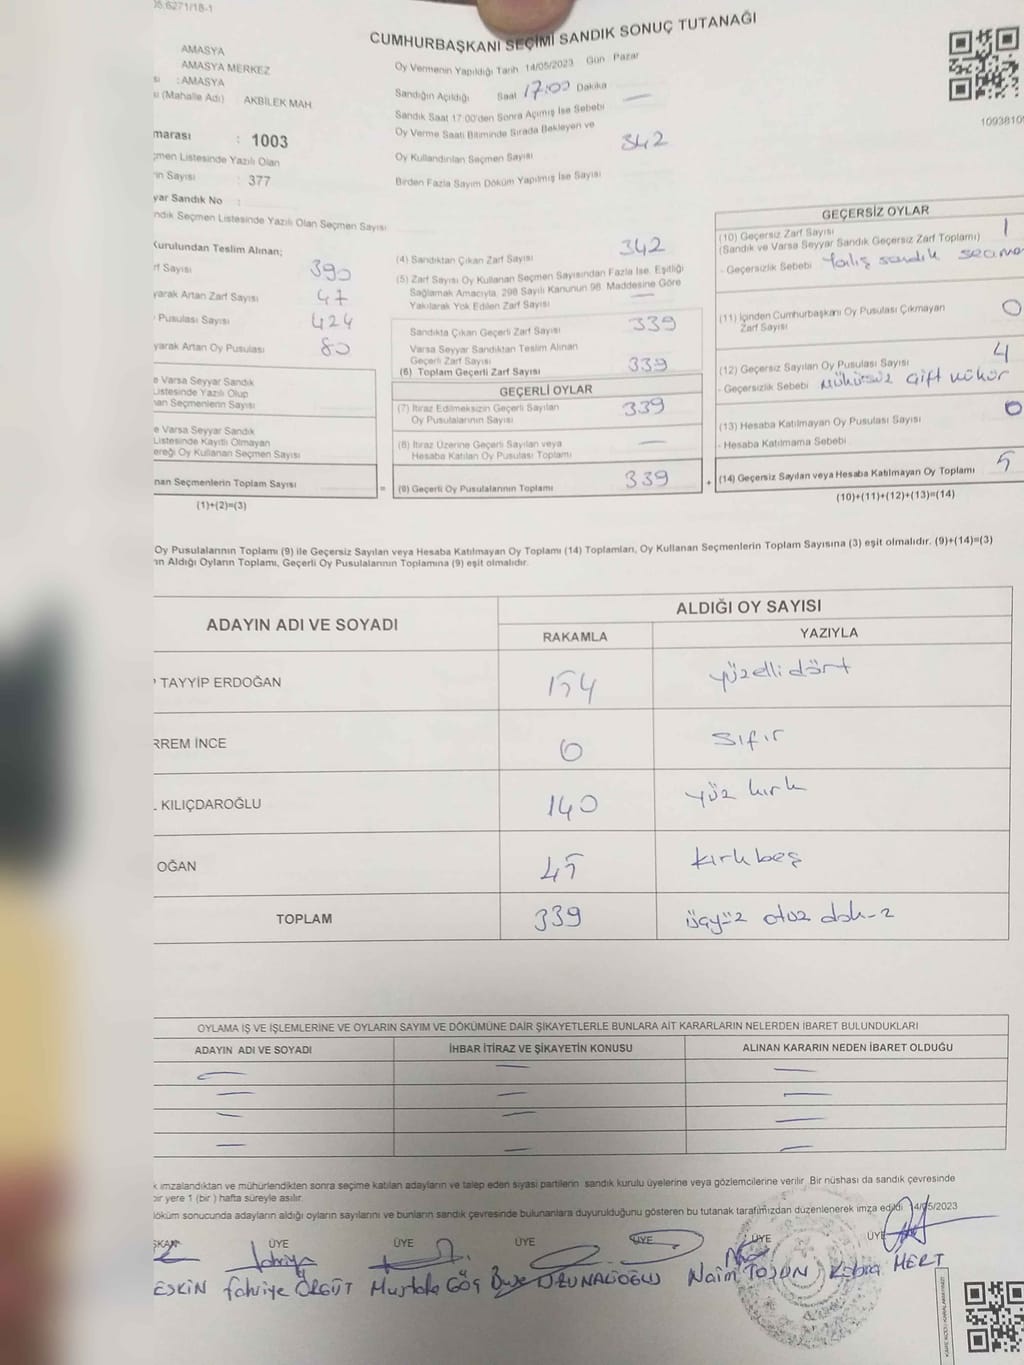 05:6271/18-1
CUMHURBAŞKANI SEÇİMİ SANDIK SONUÇ TUTANAĞI
AMASYA
AMASYA MERKEZ
: AMASYA
(Mahalle Adı) : AKBİLEK MAH
Oy Vermenin Yapıldığı Tarih 14/05/2023 Gün Pazar
Sandığın Açıldığı Saat 17:00 Dakika
Sandık Saat 17:00'den Sonra Açımış İse Sebebi —
Oy Verme Saati Bitiminde Sırada Bekleyen ve
Oy Kullandırılan Seçmen Sayısı 342
Birden Fazla Sayım Döküm Yapılmış İse Sayısı
1093810
marası : 1003
çmen Listesinde Yazılı Olan
in Sayısı : 377
yar Sandık No :
ndık Seçmen Listesinde Yazılı Olan Seçmen Sayısı
Kurulundan Teslim Alınan;
rf Sayısı 390
yarak Artan Zarf Sayısı 47
Pusulası Sayısı 424
yarak Artan Oy Pusulası 80
e Varsa Seyyar Sandık
Listesinde Yazılı Olup
nan Seçmenlerin Sayısı
e Varsa Seyyar Sandık
Listesinde Kayıtlı Olmayan
ereği Oy Kullanan Seçmen Sayısı
nan Seçmenlerin Toplam Sayısı =
(1)+(2)=(3)
(4) Sandıktan Çıkan Zarf Sayısı 342
(5) Zarf Sayısı Oy Kullanan Seçmen Sayısından Fazla İse, Eşitliği
Sağlamak Amacıyla, 298 Sayılı Kanunun 98. Maddesine Göre
Yakılarak Yok Edilen Zarf Sayısı —
Sandıkta Çıkan Geçerli Zarf Sayısı 339
Varsa Seyyar Sandıktan Teslim Alınan
Geçerli Zarf Sayısı
(6) Toplam Geçerli Zarf Sayısı 339
GEÇERLİ OYLAR
(7) İtiraz Edilmeksizin Geçerli Sayılan
Oy Pusulalarının Sayısı 339
(8) İtiraz Üzerine Geçerli Sayılan veya
Hesaba Katılan Oy Pusulası Toplamı —
(9) Geçerli Oy Pusulalarının Toplamı 339 +
GEÇERSİZ OYLAR
(10) Geçersiz Zarf Sayısı 1
(Sandık ve Varsa Seyyar Sandık Geçersiz Zarf Toplamı)
- Geçersizlik Sebebi sandık
(11) İçinden Cumhurbaşkanı Oy Pusulası Çıkmayan
Zarf Sayısı 0
(12) Geçersiz Sayılan Oy Pusulası Sayısı 4
- Geçersizlik Sebebi Mühürsüz Çift mühür
(13) Hesaba Katılmayan Oy Pusulası Sayısı 0
- Hesaba Katılmama Sebebi
(14) Geçersiz Sayılan veya Hesaba Katılmayan Oy Toplamı 5
(10)+(11)+(12)+(13)=(14)
Oy Pusulalarının Toplamı (9) ile Geçersiz Sayılan veya Hesaba Katılmayan Oy Toplamı (14) Toplamları, Oy Kullanan Seçmenlerin Toplam Sayısına (3) eşit olmalıdır. (9)+(14)=(3)
ın Aldığı Oyların Toplamı, Geçerli Oy Pusulalarının Toplamına (9) eşit olmalıdır.
ADAYIN ADI VE SOYADI ALDIĞI OY SAYISI
RAKAMLA YAZIYLA
TAYYİP ERDOĞAN 154 yüzelli dört
RREM İNCE 0 sıfır
KILIÇDAROĞLU 140 yüz kırk
OĞAN 45 kırk beş
TOPLAM 339 üçyüz otuz dokuz
OYLAMA İŞ VE İŞLEMLERİNE VE OYLARIN SAYIM VE DÖKÜMÜNE DAİR ŞİKAYETLERLE BUNLARA AİT KARARLARIN NELERDEN İBARET BULUNDUKLARI
ADAYIN ADI VE SOYADI İHBAR İTİRAZ VE ŞİKAYETİN KONUSU ALINAN KARARIN NEDEN İBARET OLDUĞU
— — —
— — —
— — —
— — —
k imzalandıktan ve mühürlendikten sonra seçime katılan adayların ve talep eden siyasi partilerin sandık kurulu üyelerine veya gözlemcilerine verilir. Bir nüshası da sandık çevresinde
bir yere 1 (bir) hafta süreyle asılır.
döküm sonucunda adayların aldığı oyların sayılarını ve bunların sandık çevresinde bulunanlara duyurulduğunu gösteren bu tutanak tarafımızdan düzenlenerek imza edildi. 14/05/2023
ŞKAN ÜYE ÜYE ÜYE ÜYE ÜYE ÜYE
ESKİN Fahriye ÖRGÜT Mustafa GÖÇ Naim TOSUN Kübra MERT